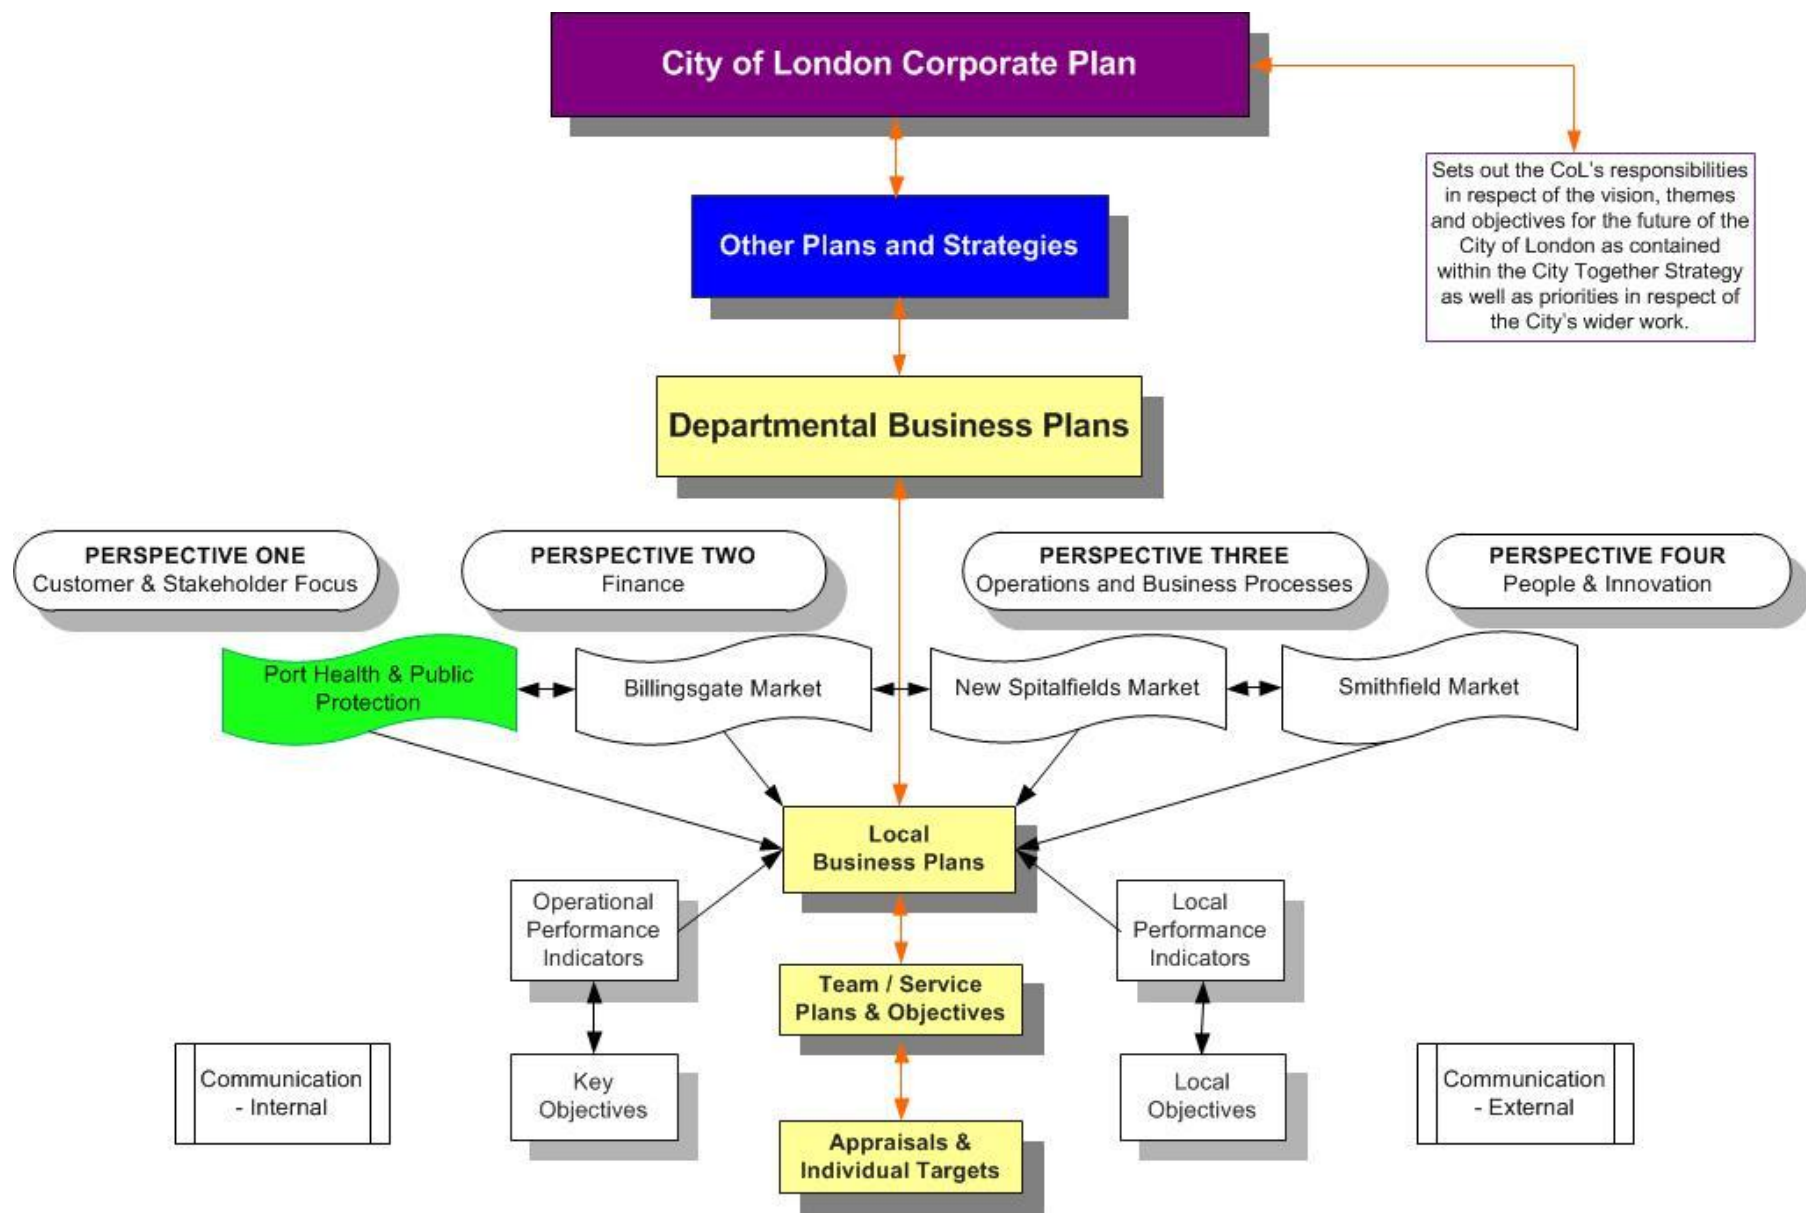 City of London Corporate Plan
Sets out the CoL's responsibilities
in respect of the vision, themes
and objectives for the future of the
City of London as contained
within the City Together Strategy
as well as priorities in respect of
the City's wider work.
Other Plans and Strategies
Departmental Business Plans
PERSPECTIVE ONE
Customer & Stakeholder Focus
PERSPECTIVE TWO
Finance
PERSPECTIVE THREE
Operations and Business Processes
PERSPECTIVE FOUR
People & Innovation
Port Health & Public
Protection
Billingsgate Market
New Spitalfields Market
Smithfield Market
Local
Business Plans
Operational
Performance
Indicators
Local
Performance
Indicators
Team / Service
Plans & Objectives
Communication
- Internal
Key
Objectives
Local
Objectives
Communication
- External
Appraisals &
Individual Targets